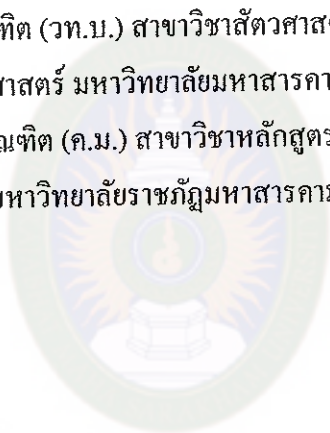 ฑิต (วท.บ.) สาขาวิชาสัตวศาส
ศาสตร์ มหาวิทยาลัยมหาสารคา
ณฑิต (ค.ม.) สาขาวิชาหลักสูตร
มหาวิทยาลัยราชภัฏมหาสารคาม